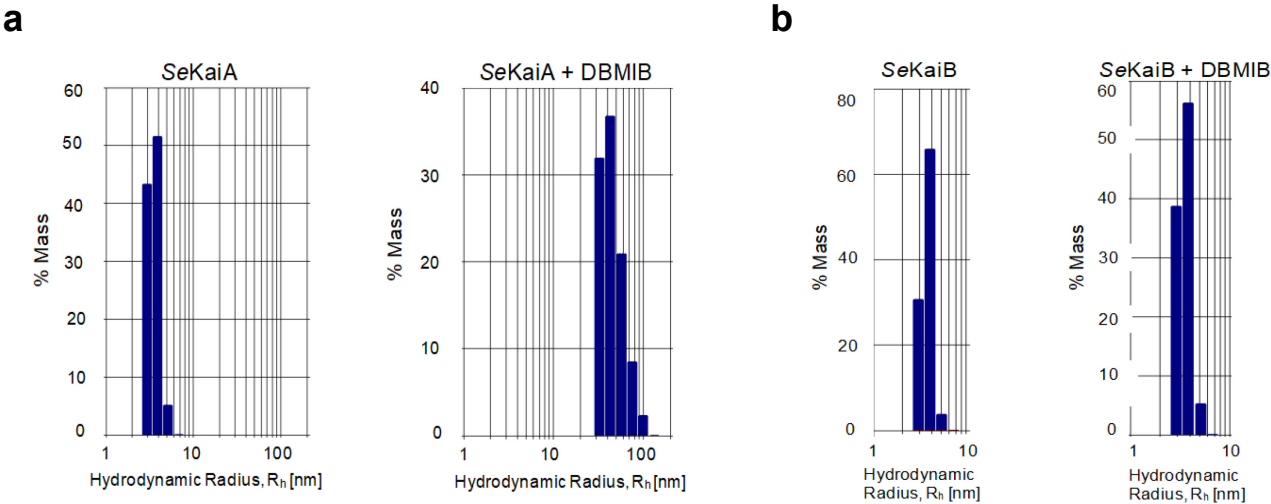 a
b
SeKaiA
60
50
40
30
20
10
0
% Mass
1
10
100
Hydrodynamic Radius, Rh [nm]
SeKaiA + DBMIB
40
30
20
10
0
% Mass
1
10
100
Hydrodynamic Radius, Rh [nm]
SeKaiB
80
60
40
20
0
% Mass
1
10
Hydrodynamic
Radius, Rh [nm]
SeKaiB + DBMIB
60
50
40
30
20
10
0
% Mass
1
10
Hydrodynamic
Radius, Rh [nm]